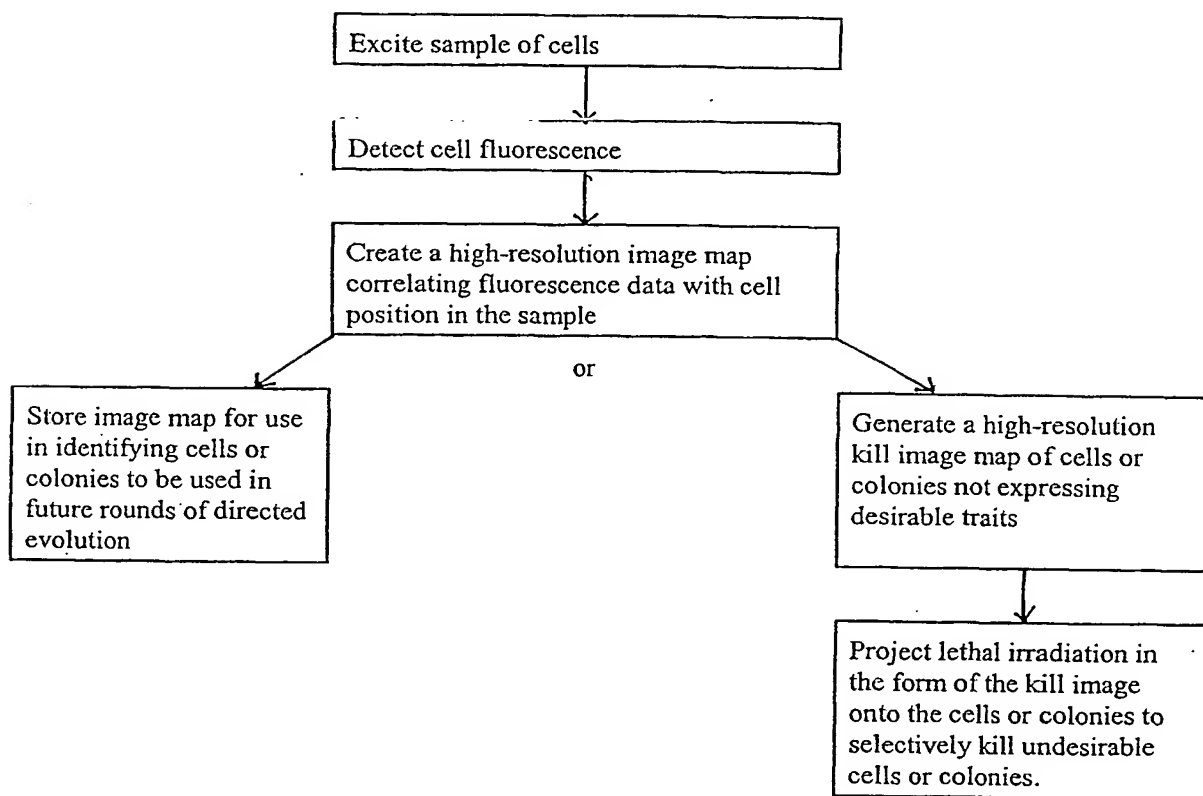 Excite sample of cells
Detect cell fluorescence
Create a high-resolution image map
correlating fluorescence data with cell
position in the sample
or
Store image map for use
in identifying cells or
colonies to be used in
future rounds of directed
evolution
Generate a high-resolution
kill image map of cells or
colonies not expressing
desirable traits
Project lethal irradiation in
the form of the kill image
onto the cells or colonies to
selectively kill undesirable
cells or colonies.